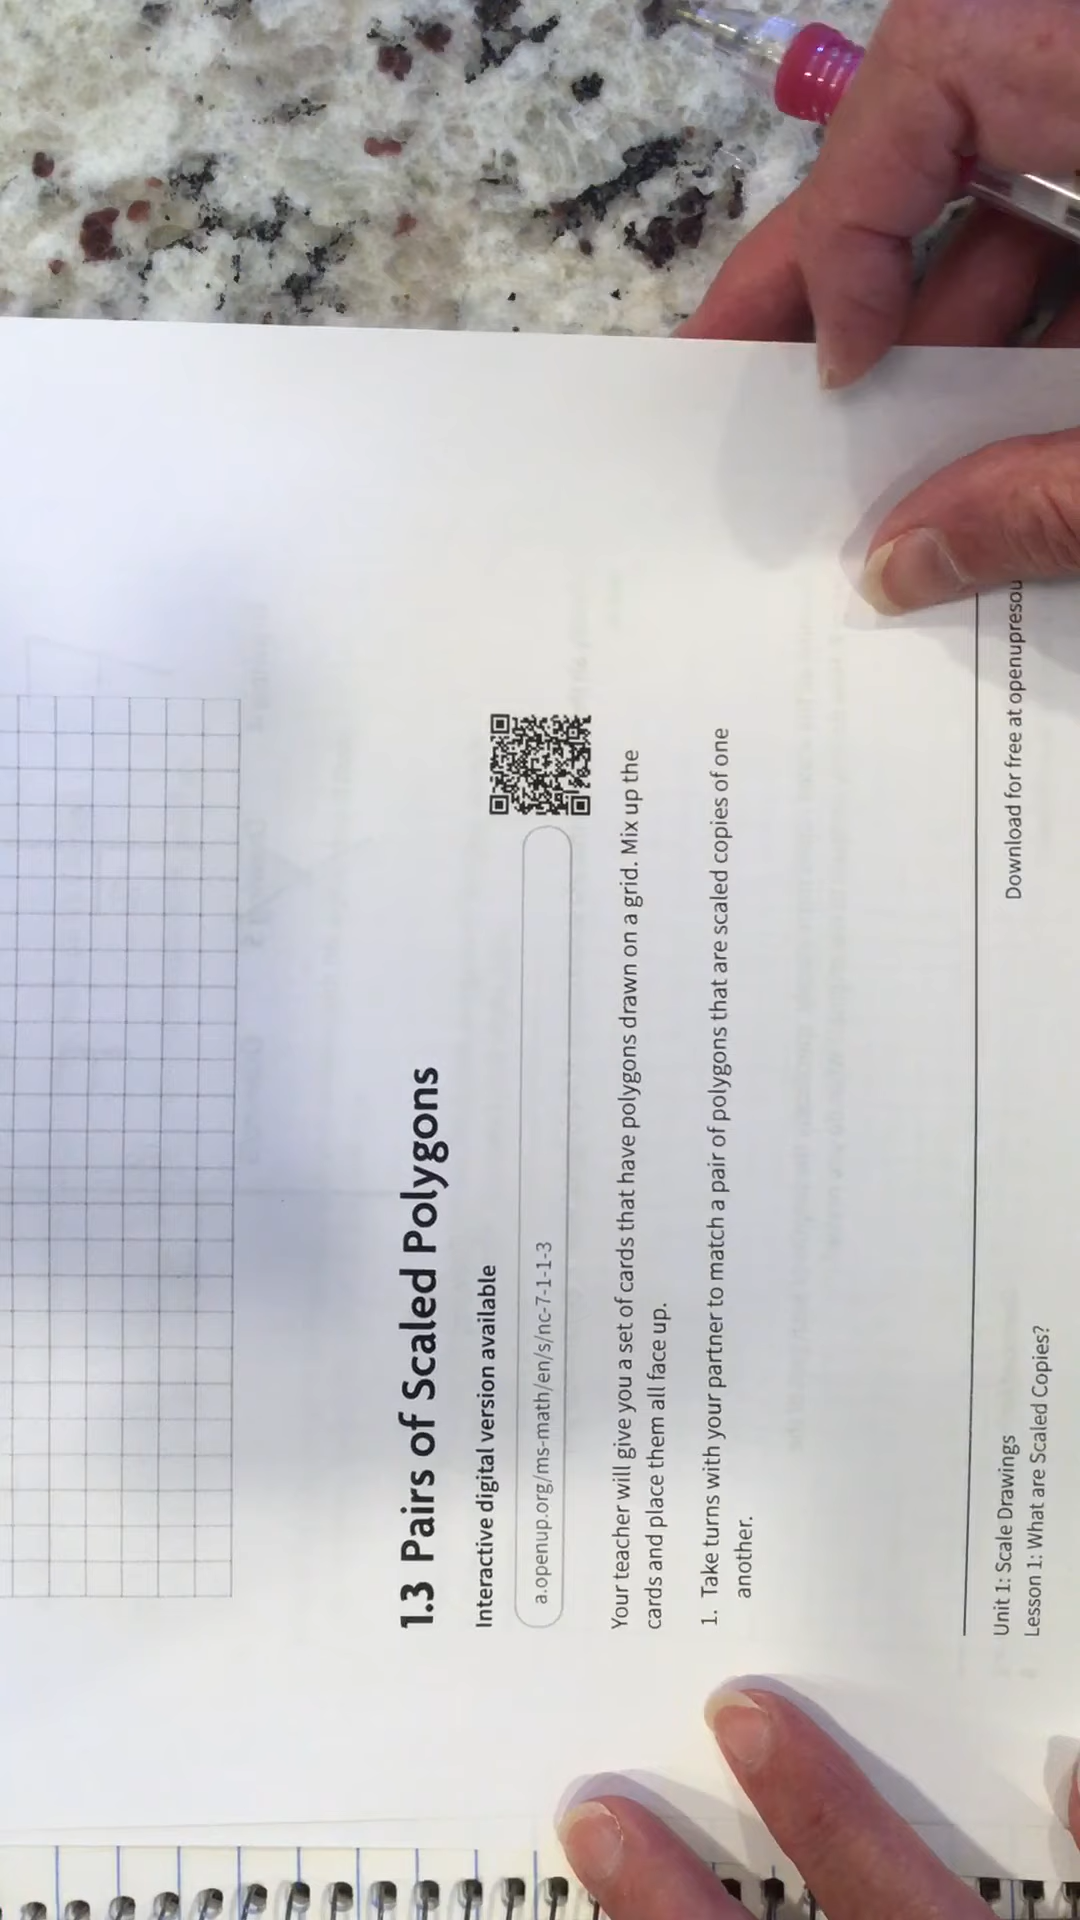 1.3 Pairs of Scaled Polygons
Interactive digital version available
a.openup.org/ms-math/en/s/nc-7-1-1-3
Your teacher will give you a set of cards that have polygons drawn on a grid. Mix up the
cards and place them all face up.
1. Take turns with your partner to match a pair of polygons that are scaled copies of one
another.
Unit 1: Scale Drawings
Lesson 1: What are Scaled Copies?
Download for free at openupresou